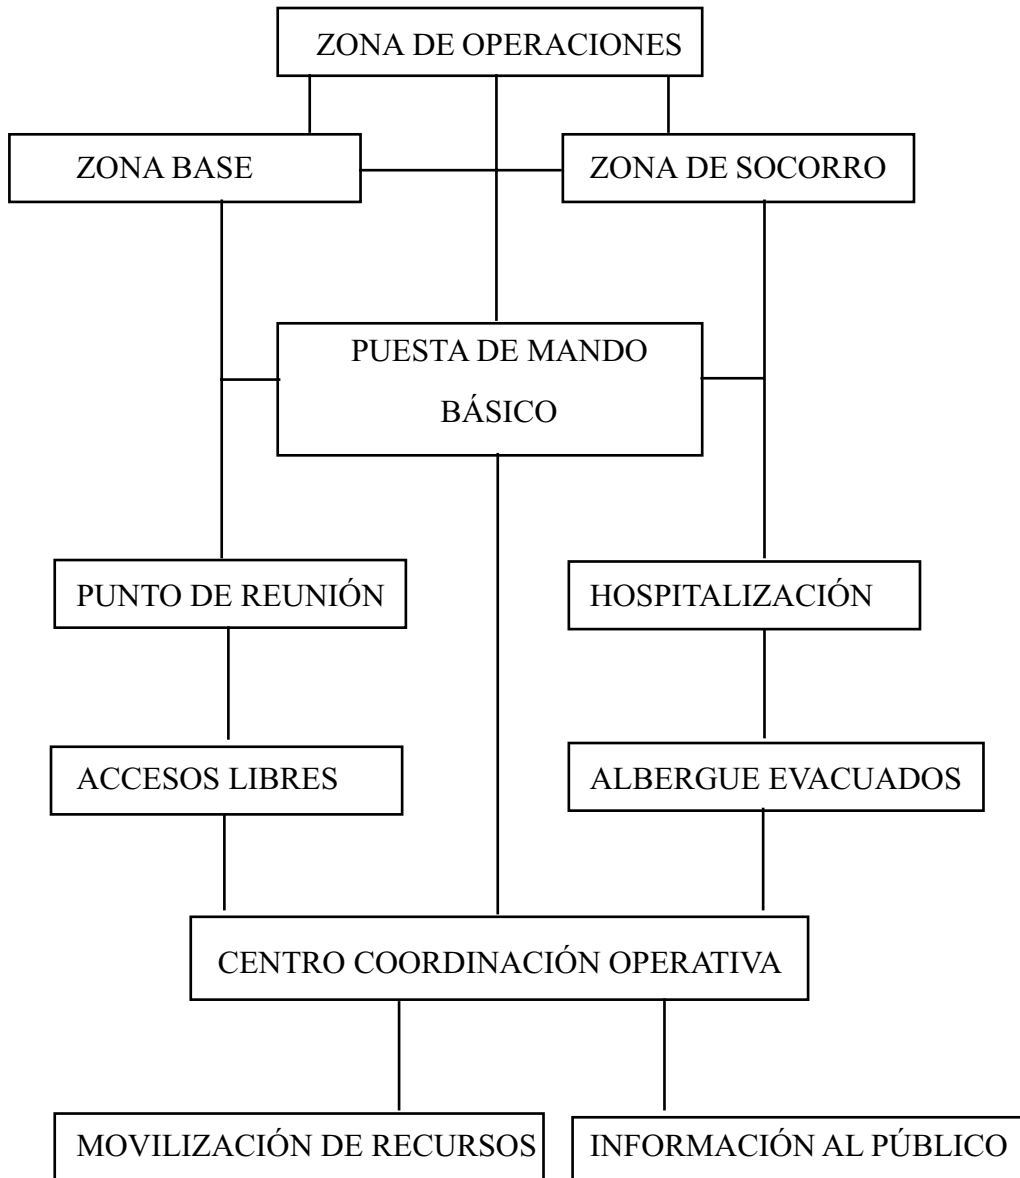 ZONA DE OPERACIONES
ZONA BASE
ZONA DE SOCORRO
PUESTA DE MANDO
BÁSICO
PUNTO DE REUNIÓN
HOSPITALIZACIÓN
ACCESOS LIBRES
ALBERGUE EVACUADOS
CENTRO COORDINACIÓN OPERATIVA
MOVILIZACIÓN DE RECURSOS
INFORMACIÓN AL PÚBLICO